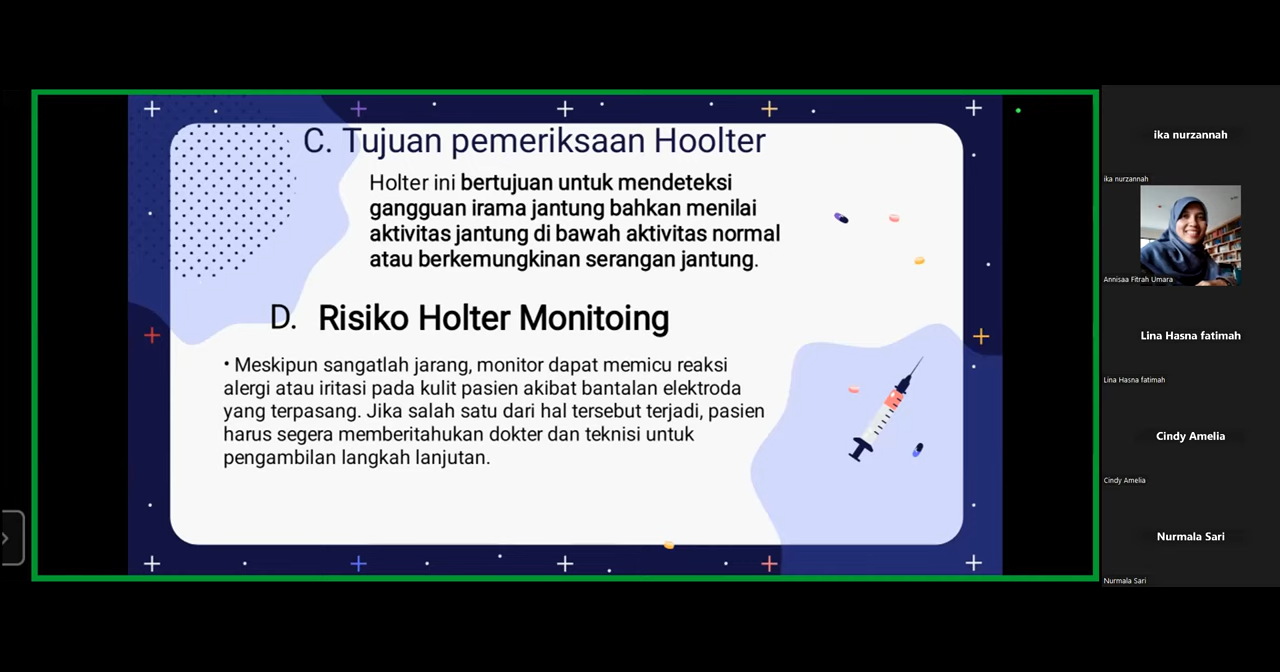 C. Tujuan pemeriksaan Hoolter
Holter ini bertujuan untuk mendeteksi
gangguan irama jantung bahkan menilai
aktivitas jantung di bawah aktivitas normal
atau berkemungkinan serangan jantung.
D. Risiko Holter Monitoing
• Meskipun sangatlah jarang, monitor dapat memicu reaksi
alergi atau iritasi pada kulit pasien akibat bantalan elektroda
yang terpasang. Jika salah satu dari hal tersebut terjadi, pasien
harus segera memberitahukan dokter dan teknisi untuk
pengambilan langkah lanjutan.
ika nurzannah
ika nurzannah
Annisaa Fitrah Umara
Lina Hasna fatimah
Lina Hasna fatimah
Cindy Amelia
Cindy Amelia
Nurmala Sari
Nurmala Sari